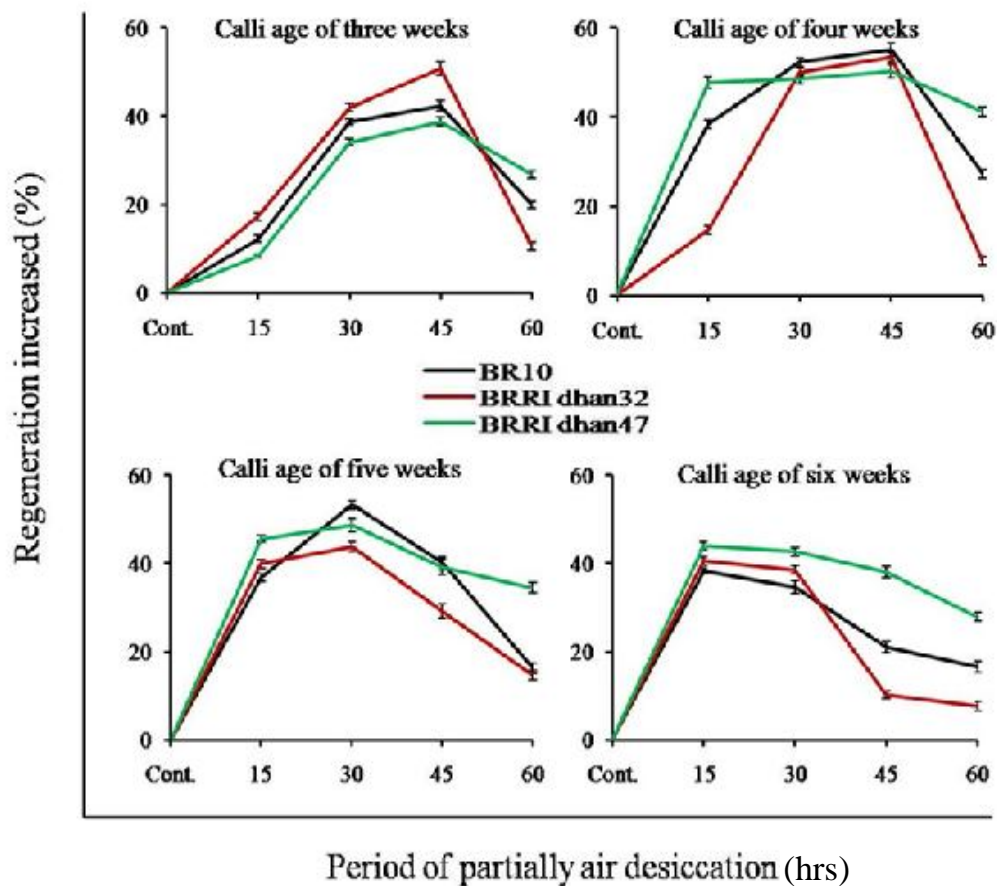 Regeneration increased (%)
Calli age of three weeks
60
40
20
0
Cont. 15 30 45 60
Calli age of four weeks
60
40
20
0
Cont. 15 30 45 60
BR10
BRRI dhan32
BRRI dhan47
Calli age of five weeks
60
40
20
0
Cont. 15 30 45 60
Calli age of six weeks
60
40
20
0
Cont. 15 30 45 60
Period of partially air desiccation (hrs)